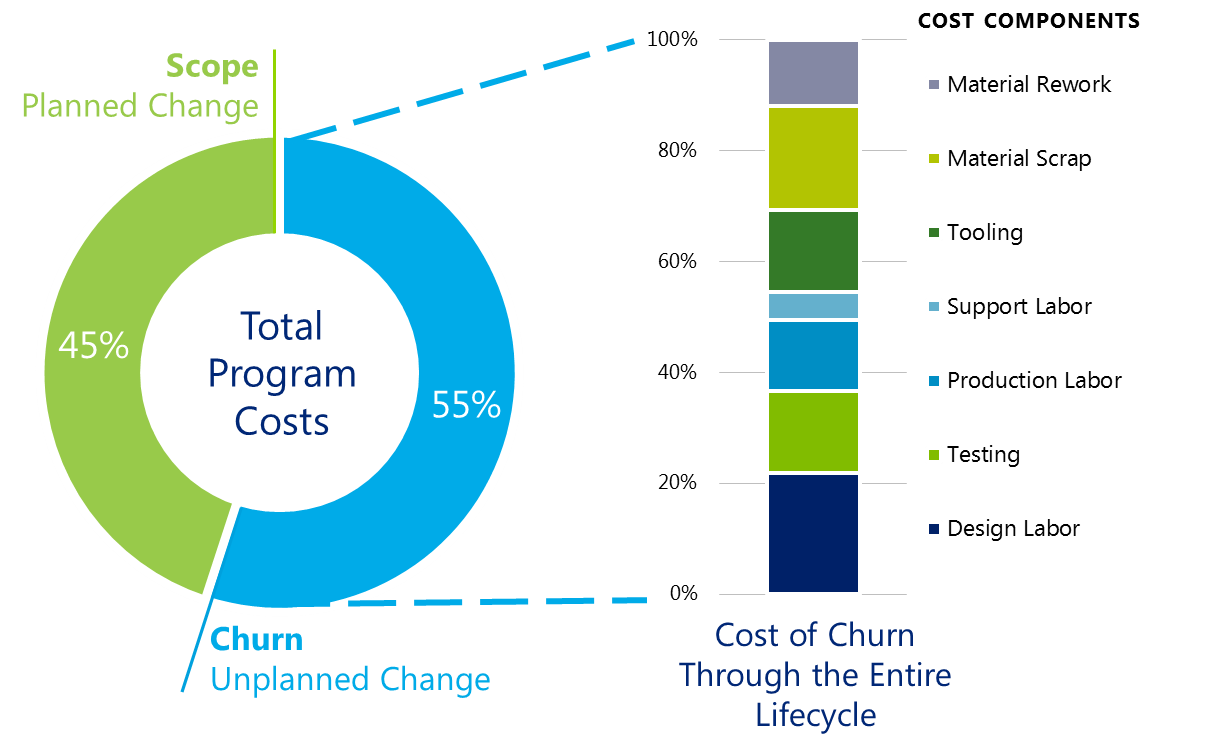 Scope
Planned Change
45%
Total
Program
Costs
55%
Churn
Unplanned Change
100%
80%
60%
40%
20%
0%
Cost of Churn
Through the Entire
Lifecycle
COST COMPONENTS
Material Rework
Material Scrap
Tooling
Support Labor
Production Labor
Testing
Design Labor